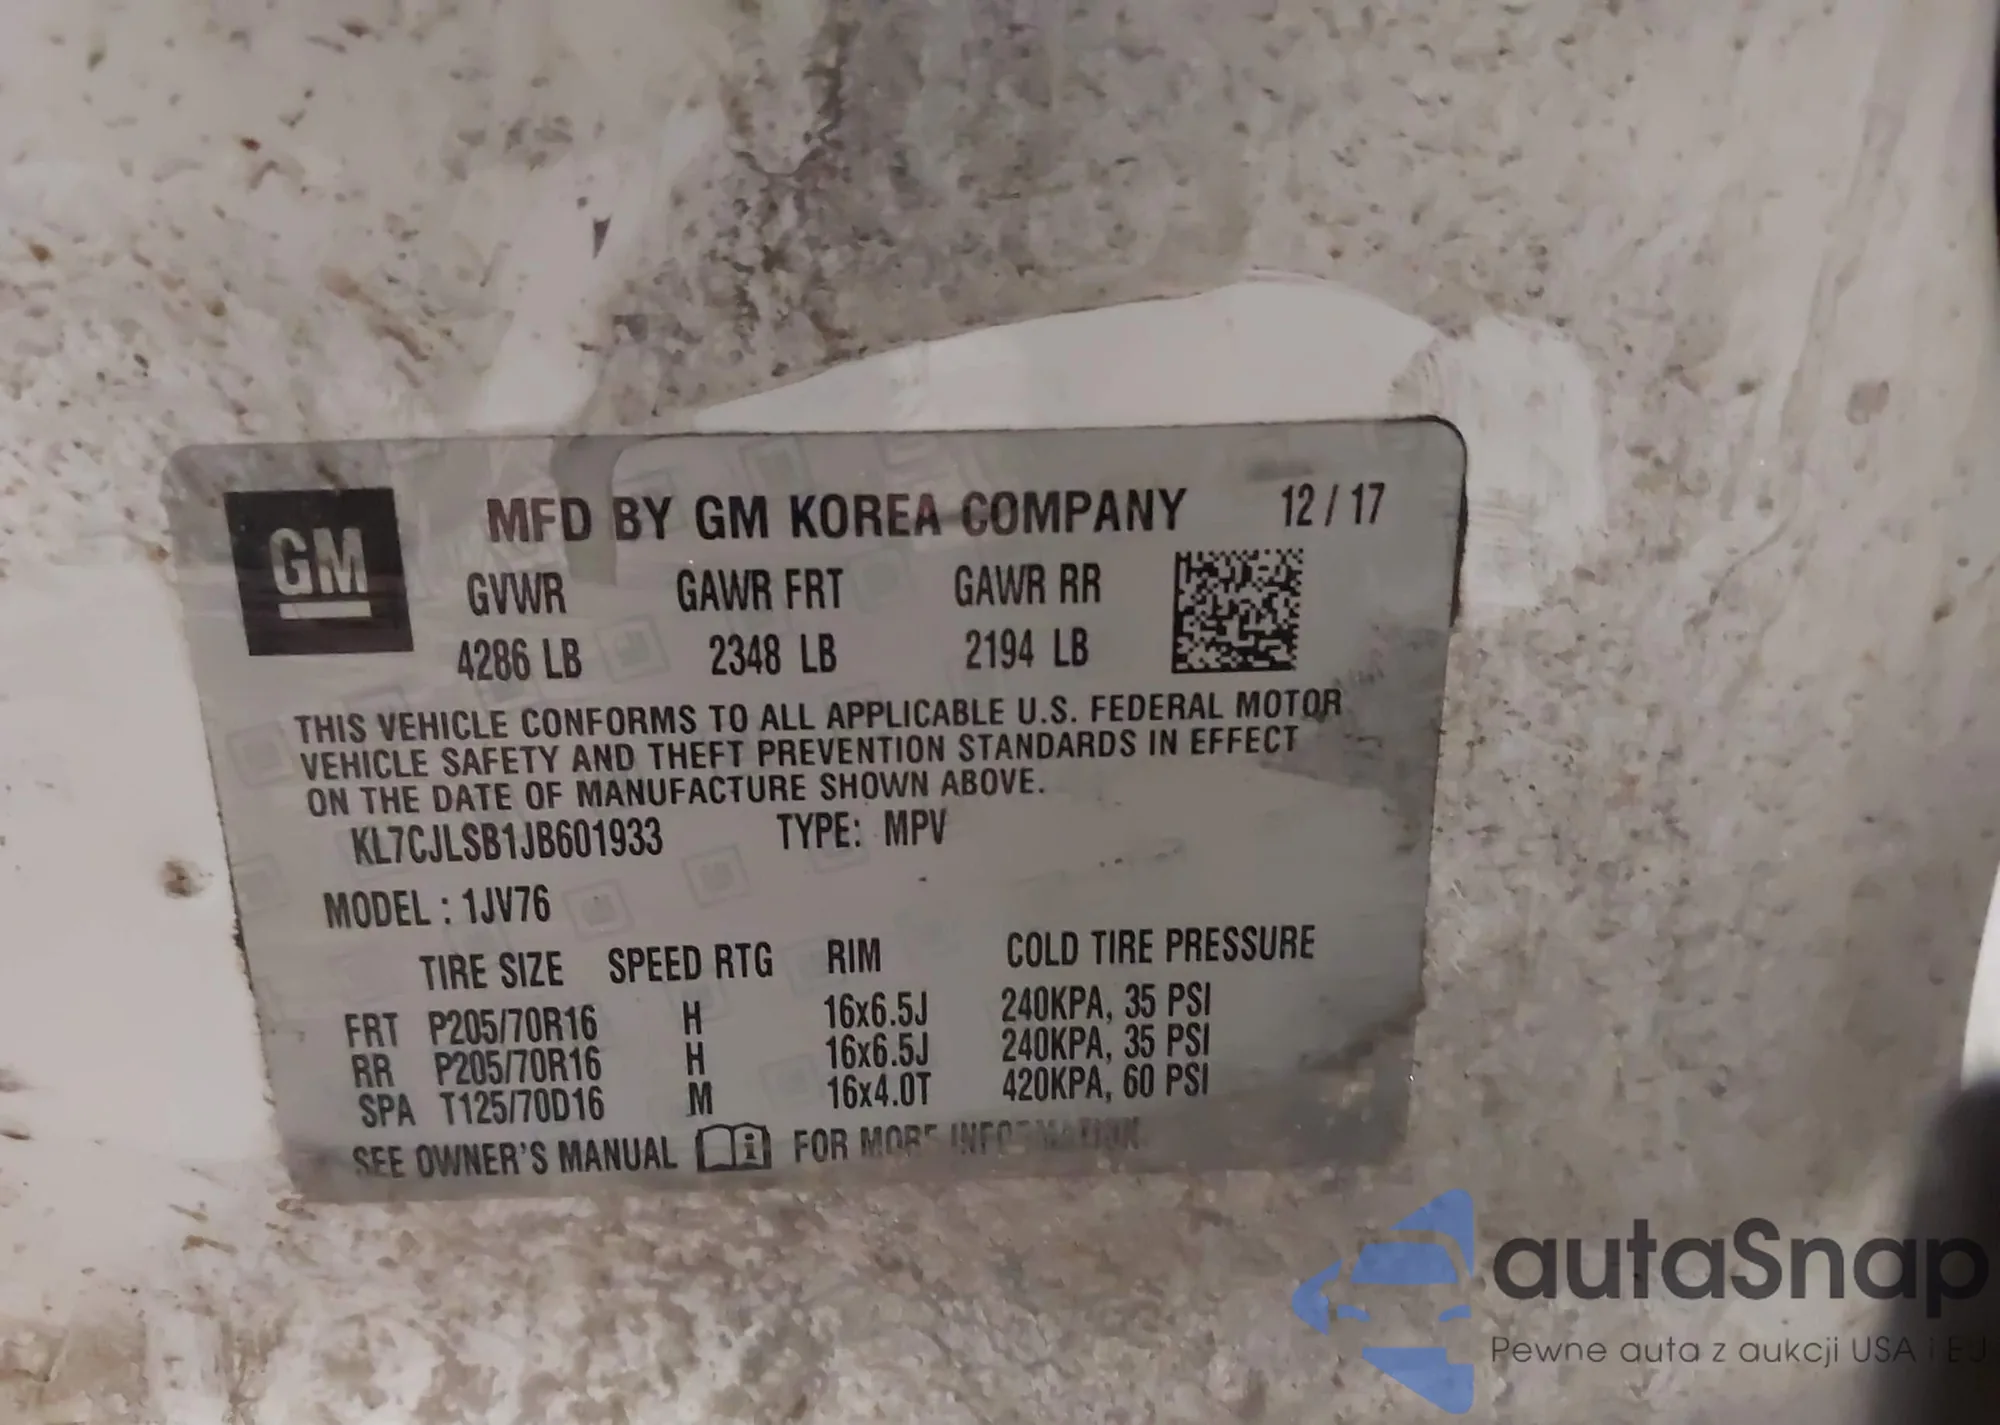 GM
MFD BY GM KOREA COMPANY 12 / 17
GVWR GAWR FRT GAWR RR
4286 LB 2348 LB 2194 LB
THIS VEHICLE CONFORMS TO ALL APPLICABLE U.S. FEDERAL MOTOR
VEHICLE SAFETY AND THEFT PREVENTION STANDARDS IN EFFECT
ON THE DATE OF MANUFACTURE SHOWN ABOVE.
KL7CJLSB1JB601933 TYPE: MPV
MODEL : 1JV76
TIRE SIZE SPEED RTG RIM COLD TIRE PRESSURE
FRT P205/70R16 H 16x6.5J 240KPA, 35 PSI
RR P205/70R16 H 16x6.5J 240KPA, 35 PSI
SPA T125/70D16 M 16x4.0T 420KPA, 60 PSI
SEE OWNER'S MANUAL i FOR MORE INFORMATION
autaSnap
Pewne auta z aukcji USA i EU